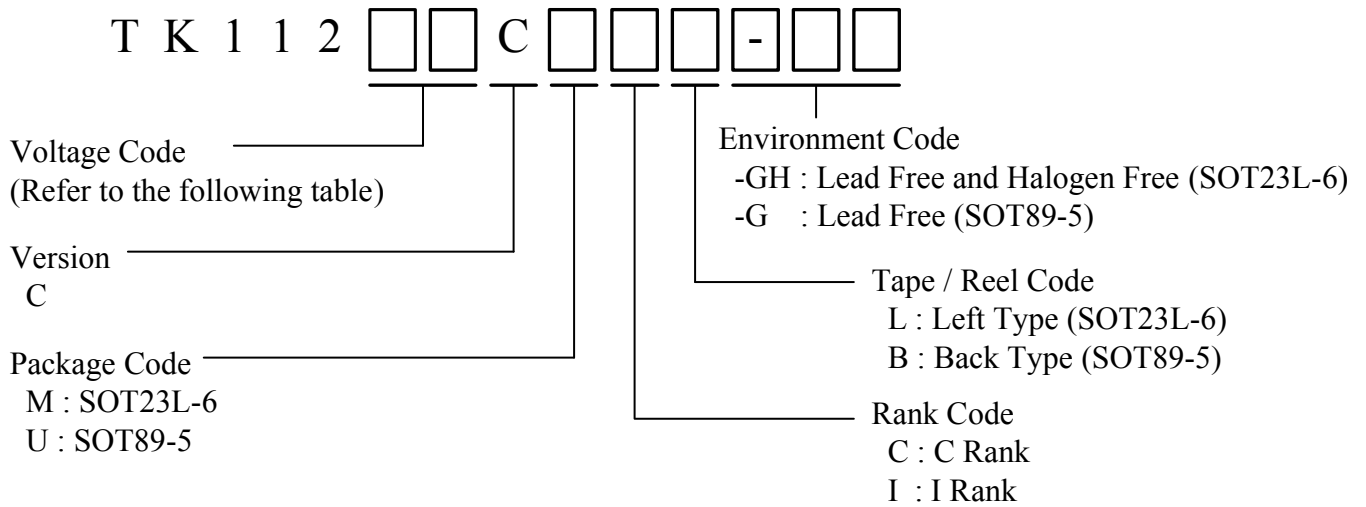 T K 1 1 2 C -
Voltage Code
(Refer to the following table)
Version
C
Package Code
M : SOT23L-6
U : SOT89-5
Environment Code
-GH : Lead Free and Halogen Free (SOT23L-6)
-G : Lead Free (SOT89-5)
Tape / Reel Code
L : Left Type (SOT23L-6)
B : Back Type (SOT89-5)
Rank Code
C : C Rank
I : I Rank